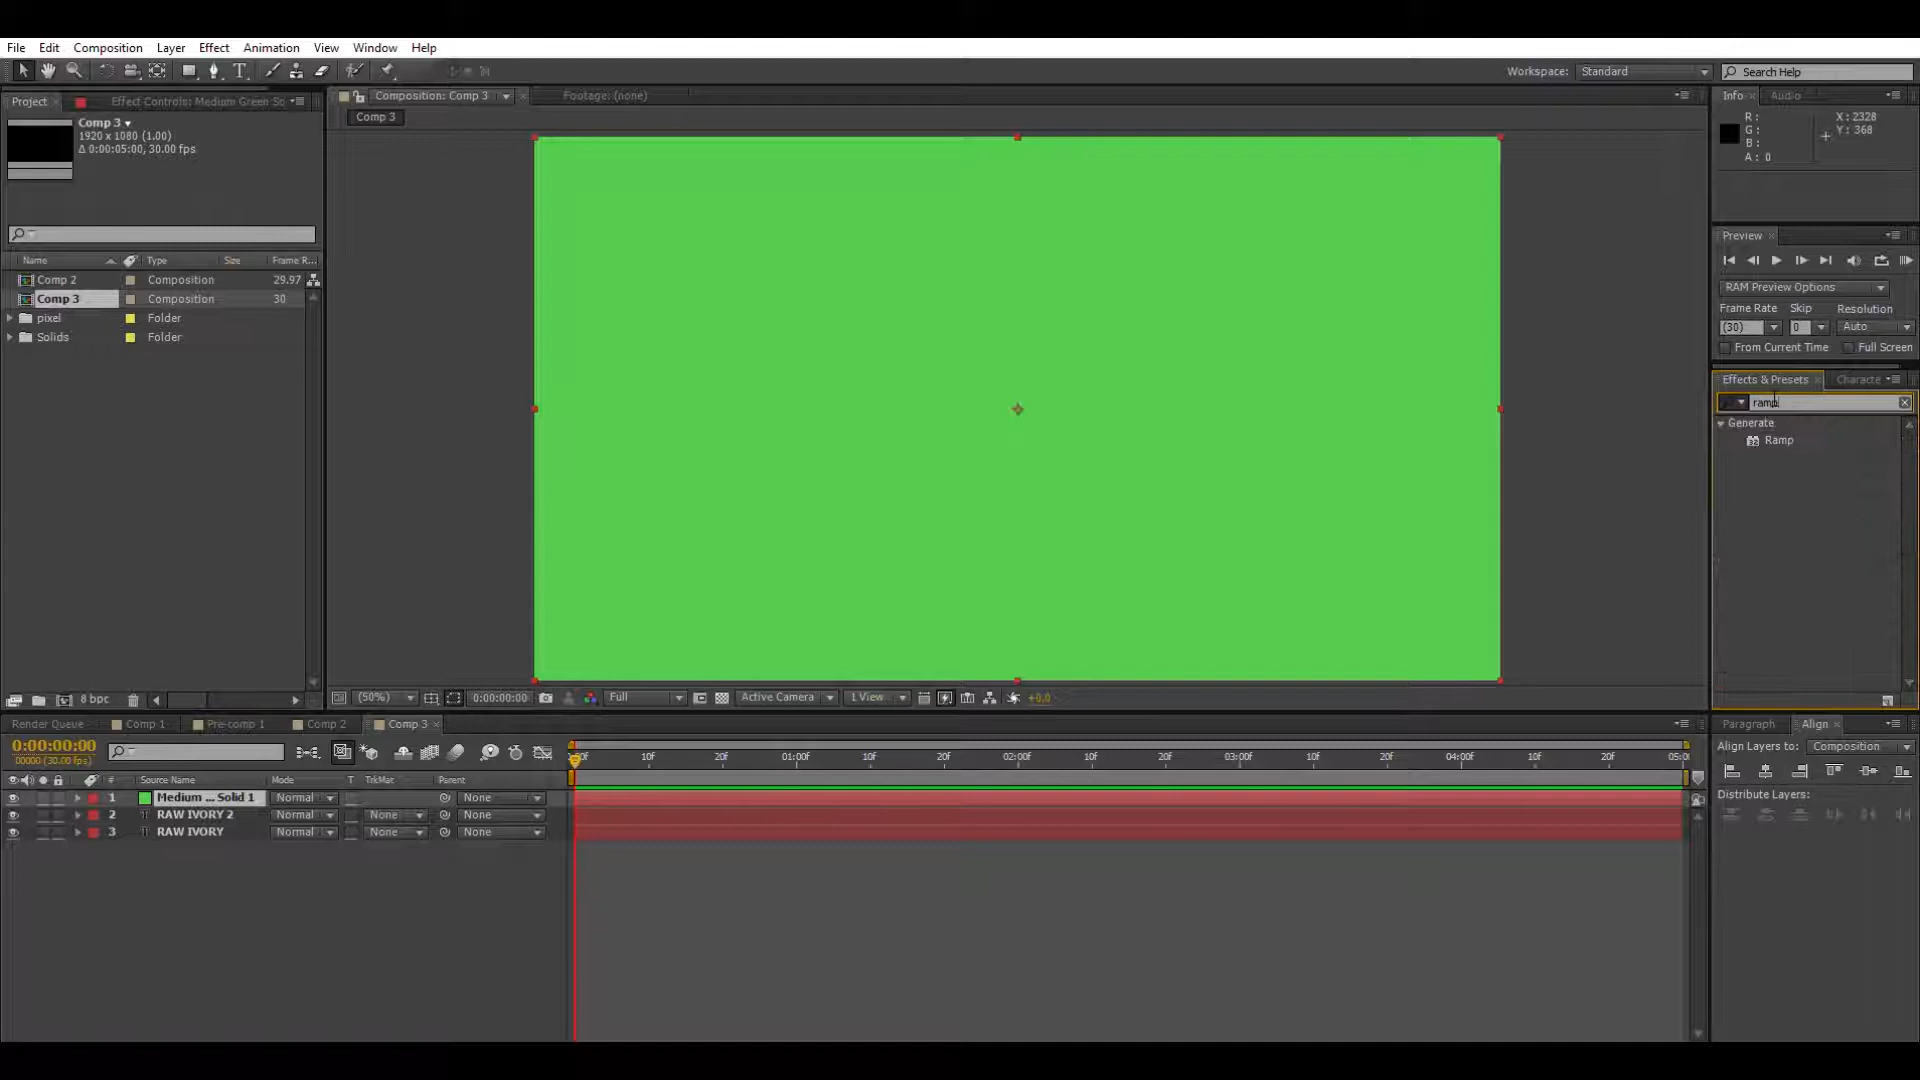 File Edit Composition Layer Effect Animation View Window Help
Workspace: Standard Search Help
Project Effect Controls: Medium Green So
Composition: Comp 3 Footage: (none)
Info Audio
Comp 3
Comp 3
1920 x 1080 (1.00)
Δ 0:00:05:00, 30.00 fps
R :
G :
B :
A : 0
X : 2328
Y : 368
Preview
RAM Preview Options
Frame Rate Skip Resolution
(30) 0 Auto
From Current Time Full Screen
Name Type Size Frame R...
Comp 2 Composition 29.97
Comp 3 Composition 30
pixel Folder
Solids Folder
Effects & Presets Characte
ramp
Generate
Ramp
8 bpc
(50%) 0:00:00:00 Full Active Camera 1 View +0.0
Render Queue Comp 1 Pre-comp 1 Comp 2 Comp 3
Paragraph Align
0:00:00:00
00000 (30.00 fps)
Align Layers to: Composition
10f 20f 01:00f 10f 20f 02:00f 10f 20f 03:00f 10f 20f 04:00f 10f 20f 05:0
# Source Name Mode T TrkMat Parent
Distribute Layers:
1 Medium ... Solid 1 Normal None
2 RAW IVORY 2 Normal None None
3 RAW IVORY Normal None None